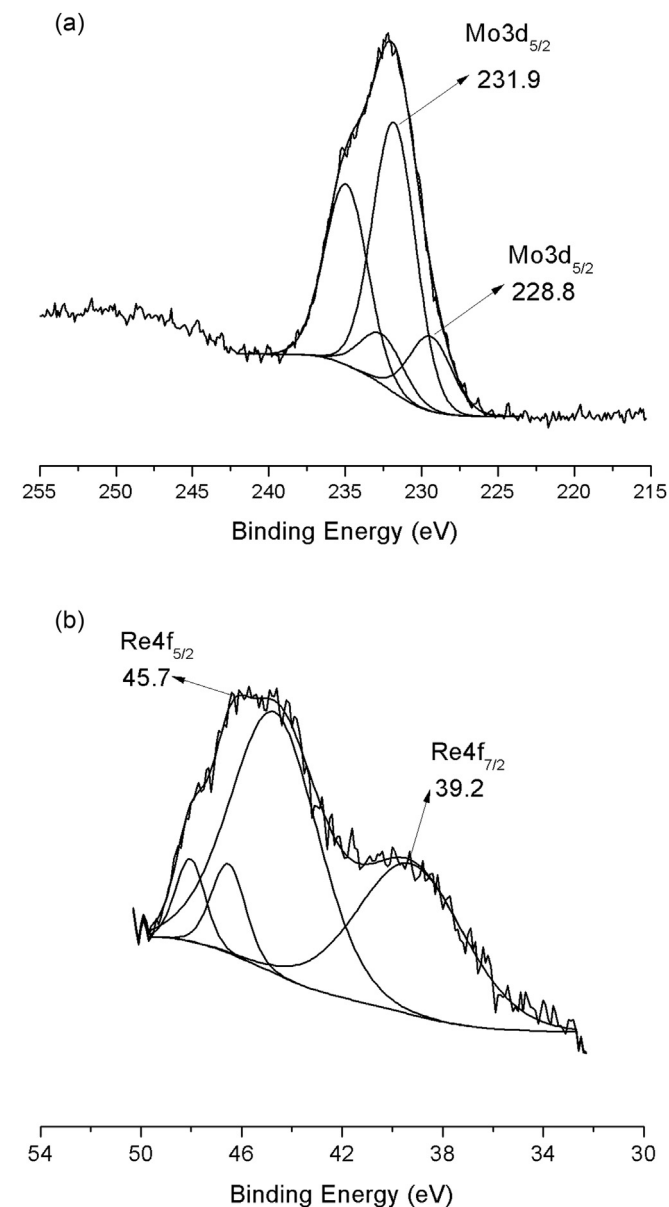 (a)
Mo3d5/2
231.9
Mo3d5/2
228.8
255 250 245 240 235 230 225 220 215
Binding Energy (eV)
(b)
Re4f5/2
45.7
Re4f7/2
39.2
54 50 46 42 38 34 30
Binding Energy (eV)